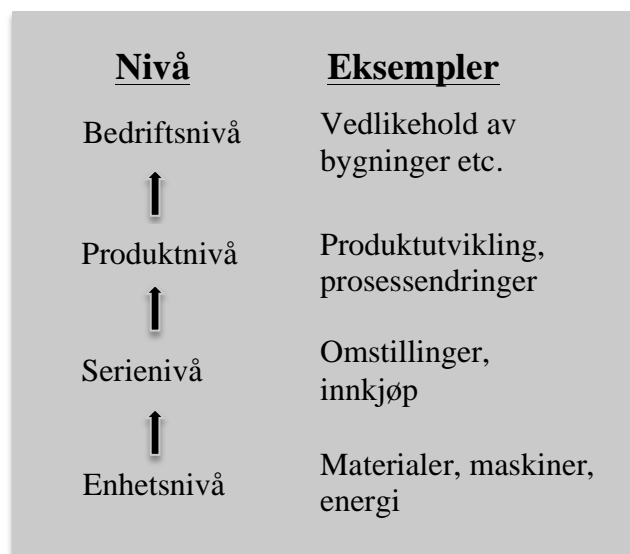 Nivå Eksempler
Bedriftsnivå Vedlikehold av
bygninger etc.
Produktnivå Produktutvikling,
prosessendringer
Serienivå Omstillinger,
innkjøp
Enhetsnivå Materialer, maskiner,
energi